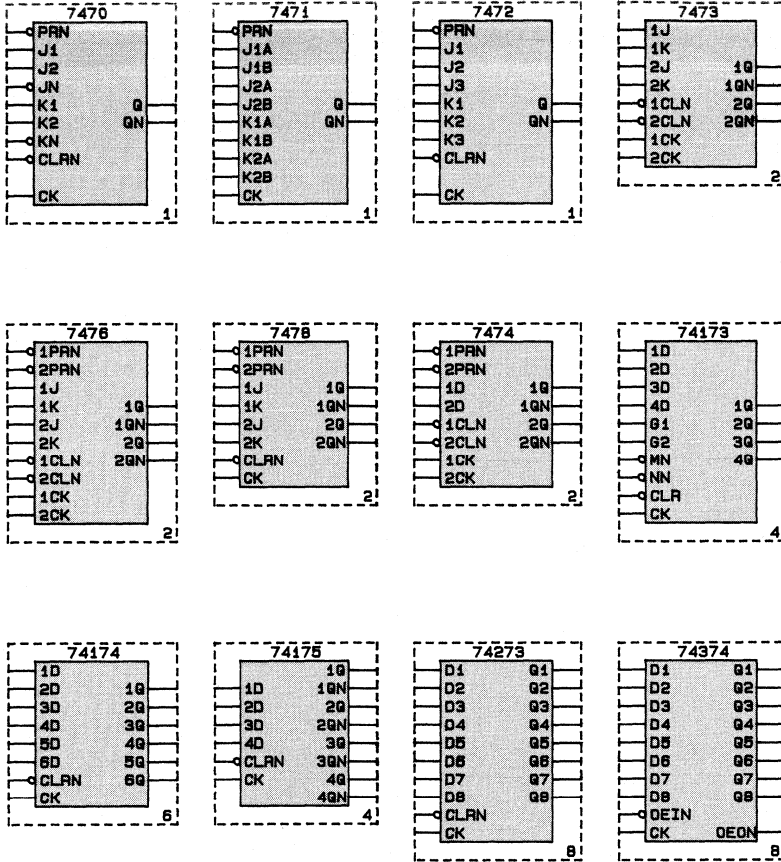 7470
PRN
J1
J2
JN
K1 Q
K2 QN
KN
CLRN
CK
1
7471
PRN
J1A
J1B
J2A
J2B Q
K1A QN
K1B
K2A
K2B
CK
1
7472
PRN
J1
J2
J3
K1 Q
K2 QN
K3
CLRN
CK
1
7473
1J
1K
2J 1Q
2K 1QN
1CLN 2Q
2CLN 2QN
1CK
2CK
2
7476
1PRN
2PRN
1J
1K 1Q
2J 1QN
2K 2Q
1CLN 2QN
2CLN
1CK
2CK
2
7478
1PRN
2PRN
1J 1Q
1K 1QN
2J 2Q
2K 2QN
CLRN
CK
2
7474
1PRN
2PRN
1D 1Q
2D 1QN
1CLN 2Q
2CLN 2QN
1CK
2CK
2
74173
1D
2D
3D
4D 1Q
G1 2Q
G2 3Q
MN 4Q
NN
CLR
CK
4
74174
1D
2D 1Q
3D 2Q
4D 3Q
5D 4Q
6D 5Q
CLRN 6Q
CK
6
74175
1Q
1D 1QN
2D 2Q
3D 2QN
4D 3Q
CLRN 3QN
CK 4Q
4QN
4
74273
D1 Q1
D2 Q2
D3 Q3
D4 Q4
D5 Q5
D6 Q6
D7 Q7
D8 Q8
CLRN
CK
8
74374
D1 Q1
D2 Q2
D3 Q3
D4 Q4
D5 Q5
D6 Q6
D7 Q7
D8 Q8
OEIN
CK OEON
8